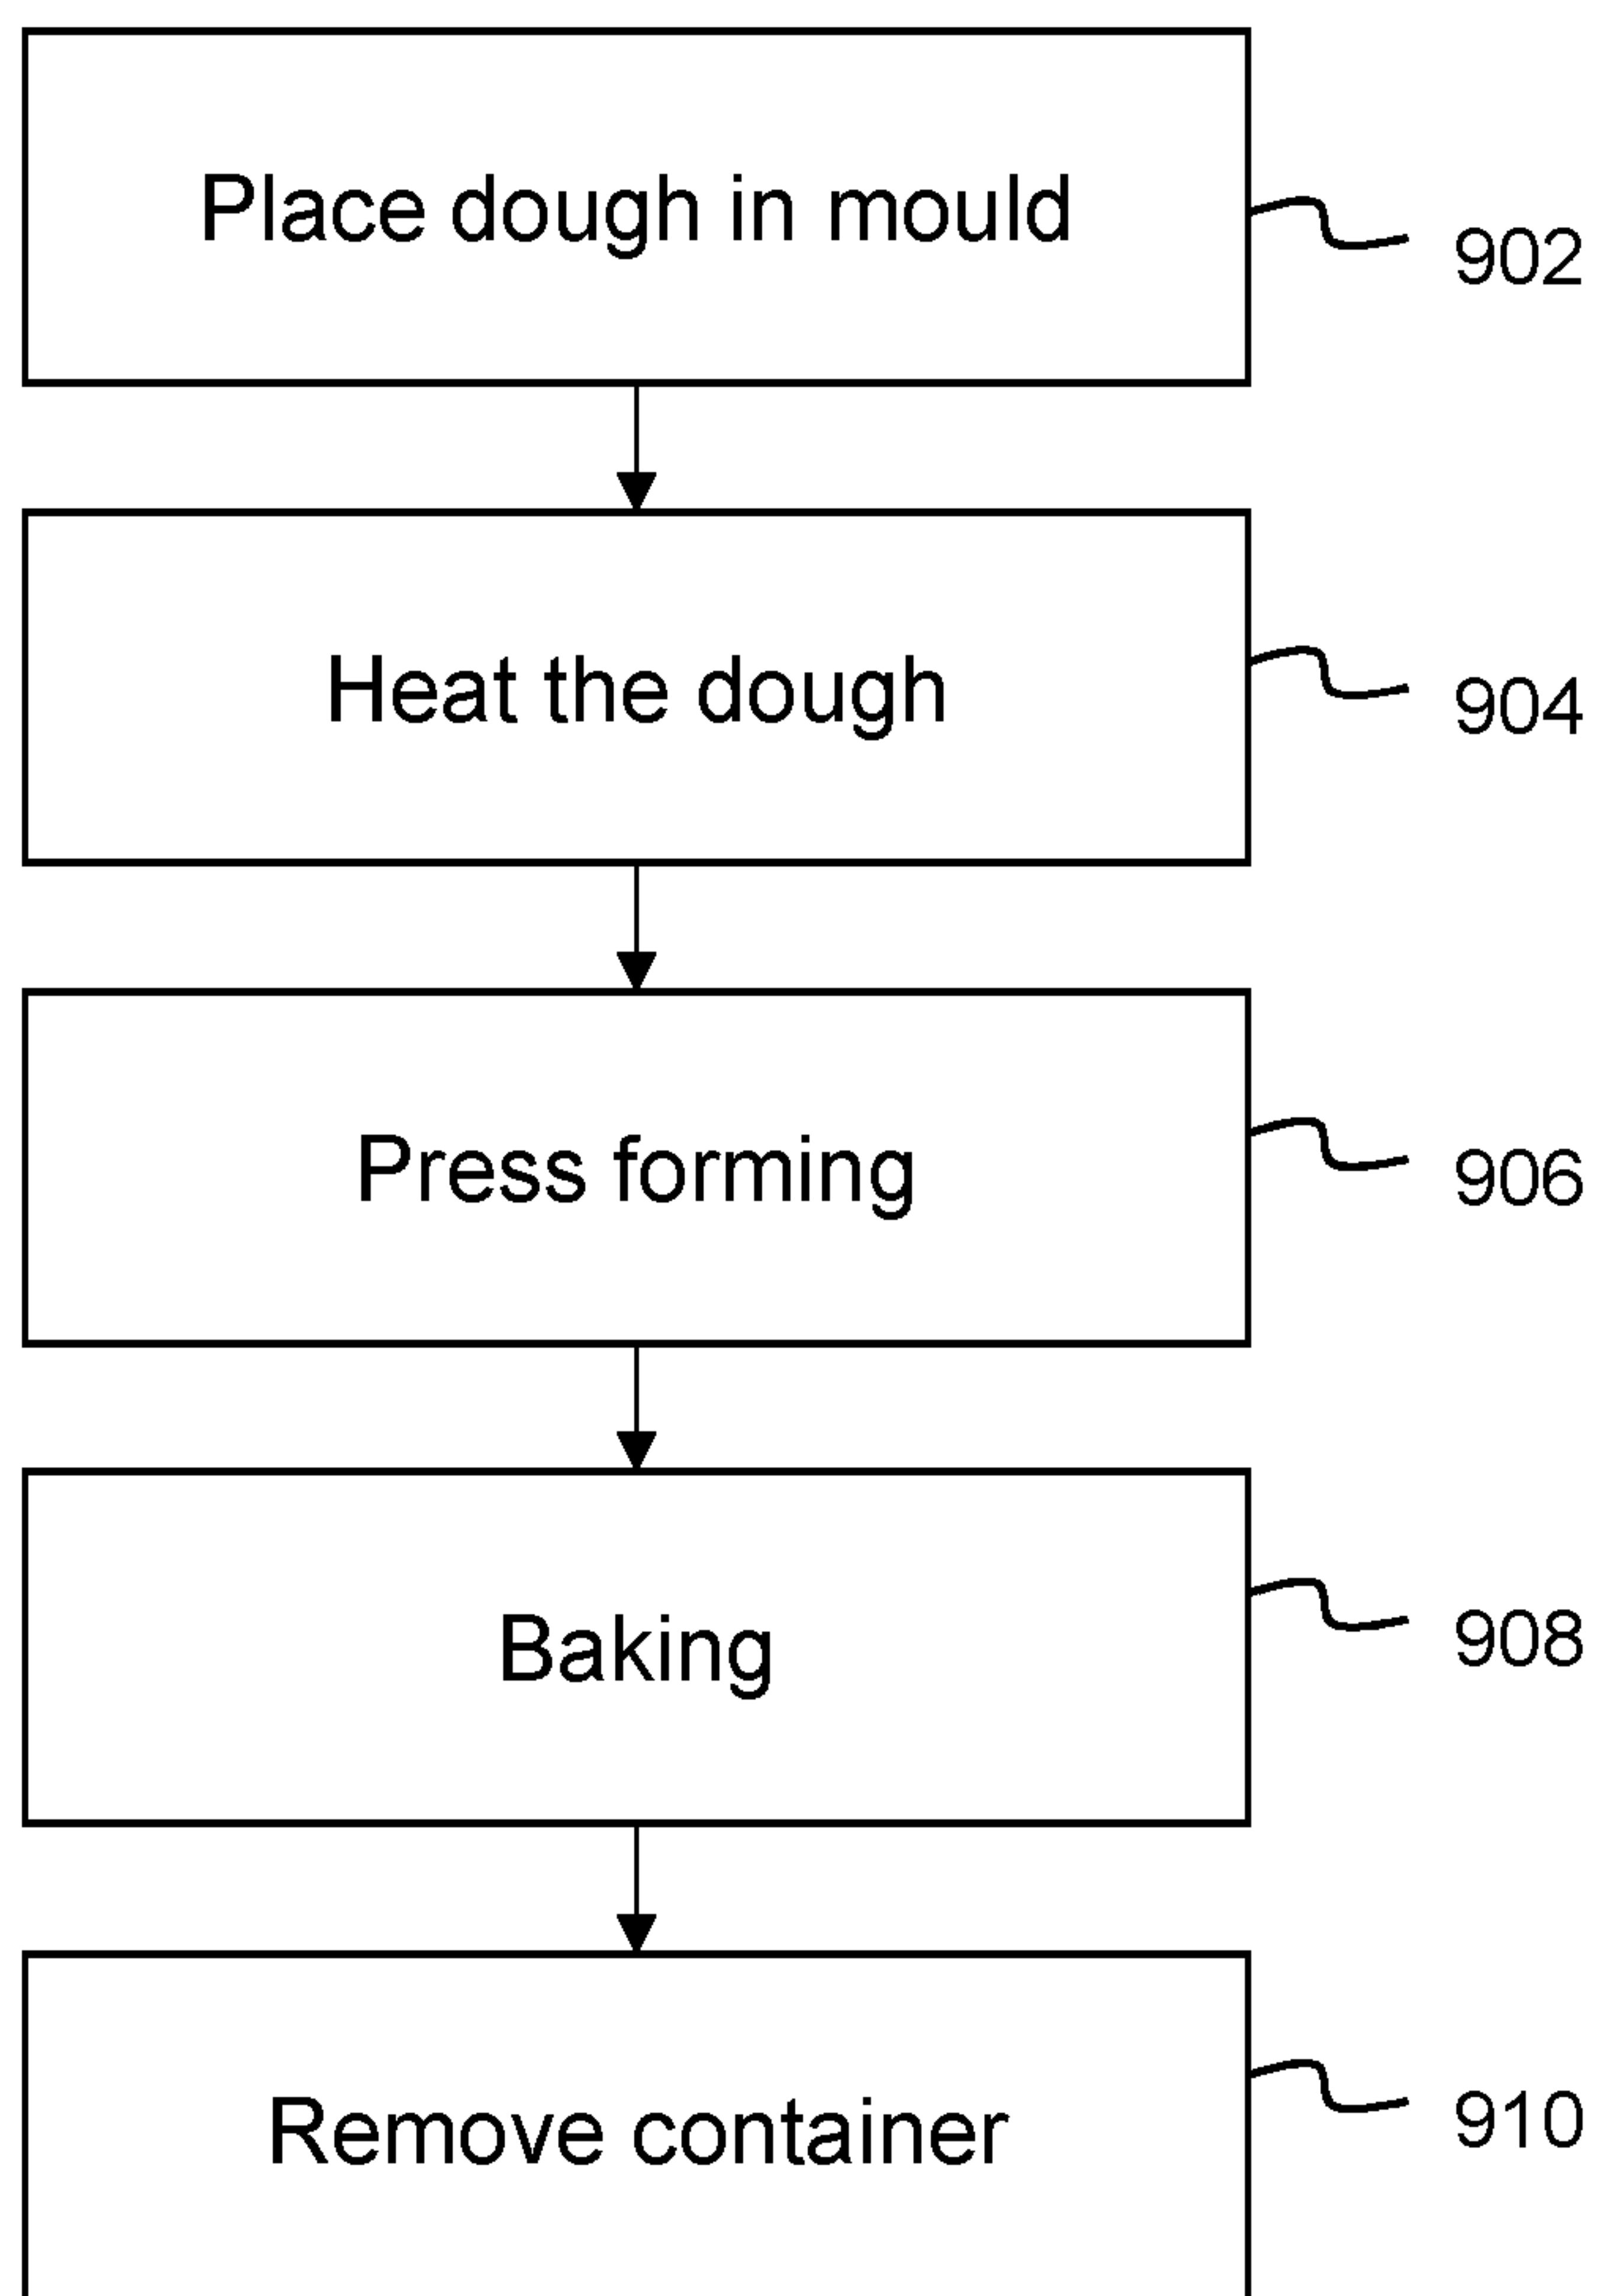 Place dough in mould
902
Heat the dough
904
Press forming
906
Baking
908
Remove container
910